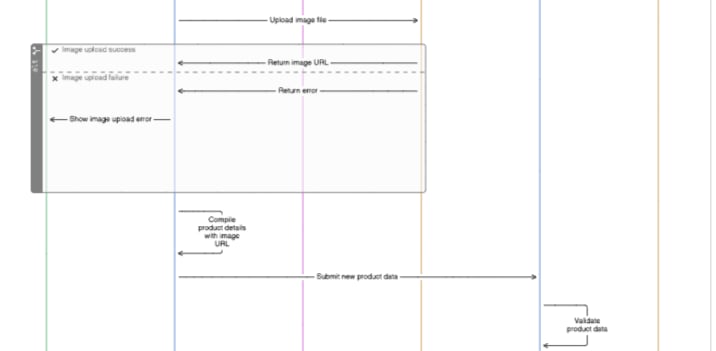 Upload image file
alt
Image upload success
Return image URL
Image upload failure
Return error
Show image upload error
Compile
product details
with image
URL
Submit new product data
Validate
product data